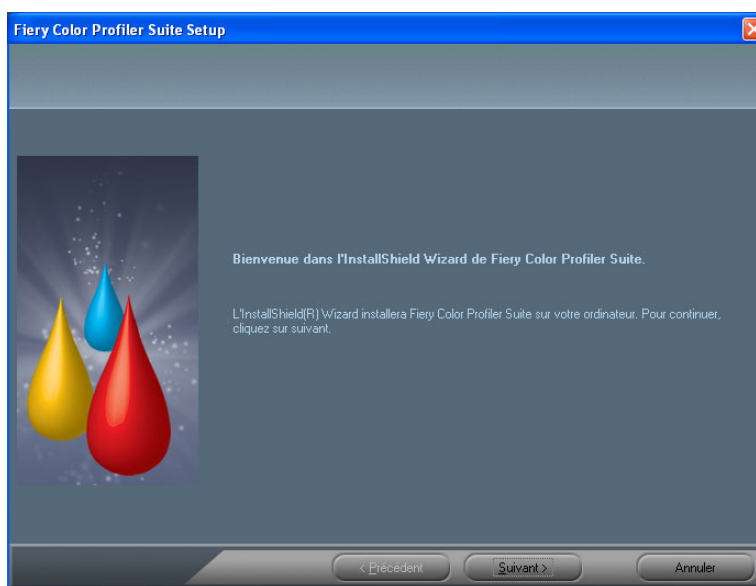 Fiery Color Profiler Suite Setup
Bienvenue dans l'InstallShield Wizard de Fiery Color Profiler Suite.
L'InstallShield(R) Wizard installera Fiery Color Profiler Suite sur votre ordinateur. Pour continuer,
cliquez sur suivant.
< Précédent
Suivant >
Annuler